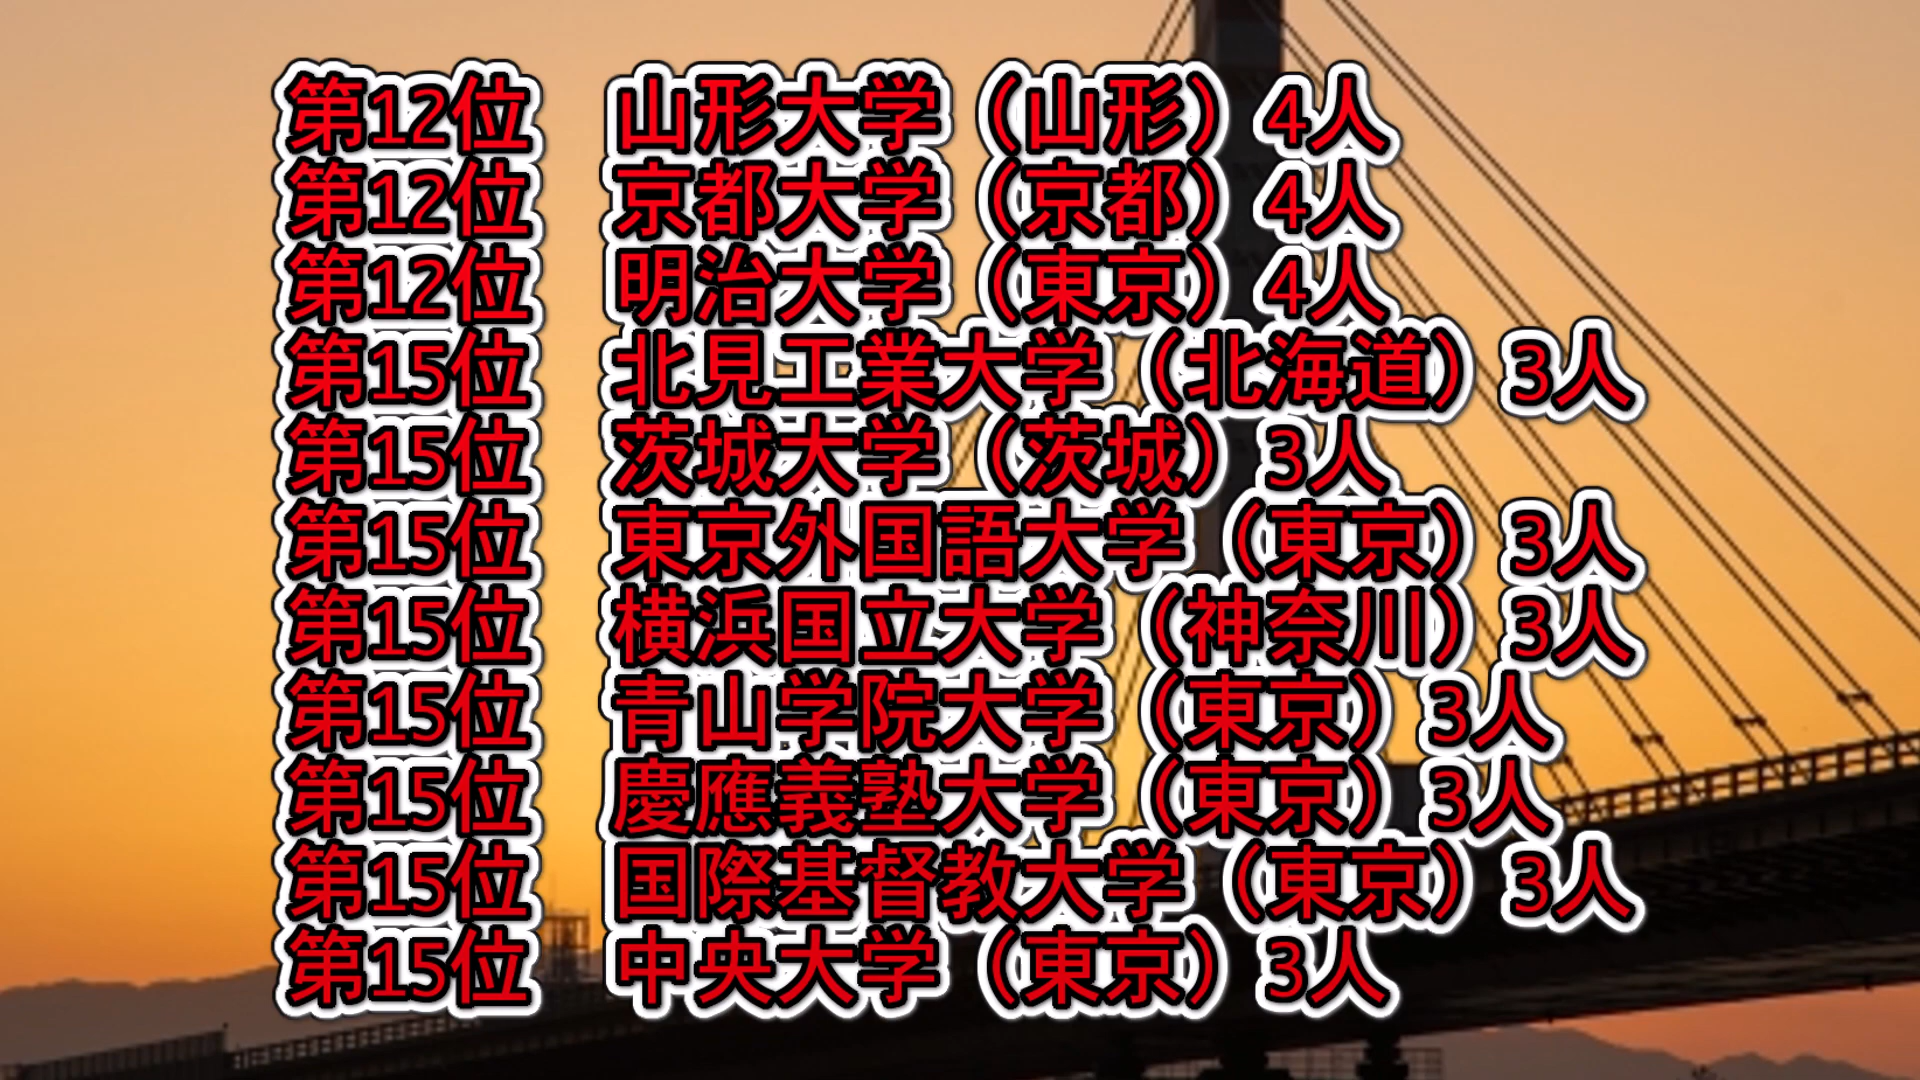 第12位　山形大学（山形）4人
第12位　京都大学（京都）4人
第12位　明治大学（東京）4人
第15位　北見工業大学（北海道）3人
第15位　茨城大学（茨城）3人
第15位　東京外国語大学（東京）3人
第15位　横浜国立大学（神奈川）3人
第15位　青山学院大学（東京）3人
第15位　慶應義塾大学（東京）3人
第15位　国際基督教大学（東京）3人
第15位　中央大学（東京）3人